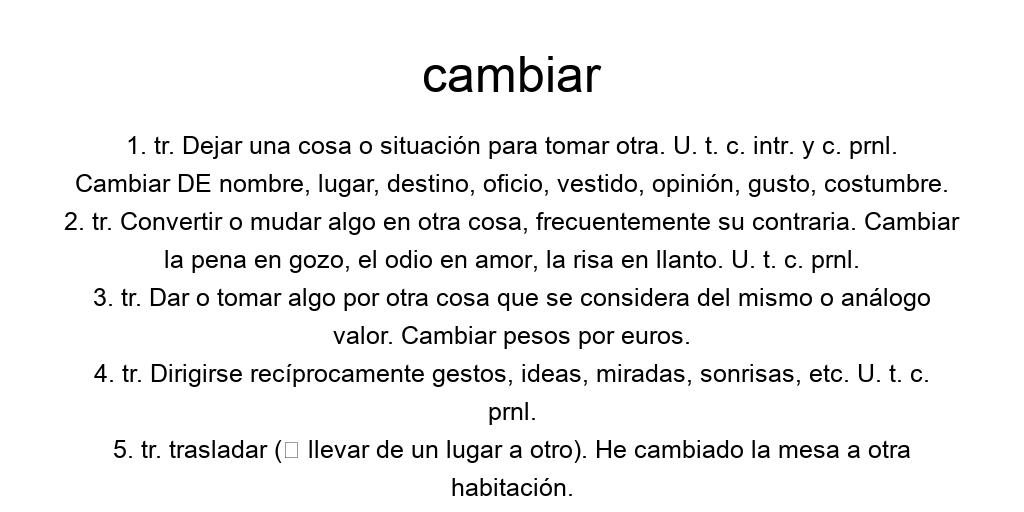 cambiar
1. tr. Dejar una cosa o situación para tomar otra. U. t. c. intr. y c. prnl.
Cambiar DE nombre, lugar, destino, oficio, vestido, opinión, gusto, costumbre.
2. tr. Convertir o mudar algo en otra cosa, frecuentemente su contraria. Cambiar
la pena en gozo, el odio en amor, la risa en llanto. U. t. c. prnl.
3. tr. Dar o tomar algo por otra cosa que se considera del mismo o análogo
valor. Cambiar pesos por euros.
4. tr. Dirigirse recíprocamente gestos, ideas, miradas, sonrisas, etc. U. t. c.
prnl.
5. tr. trasladar (□ llevar de un lugar a otro). He cambiado la mesa a otra
habitación.